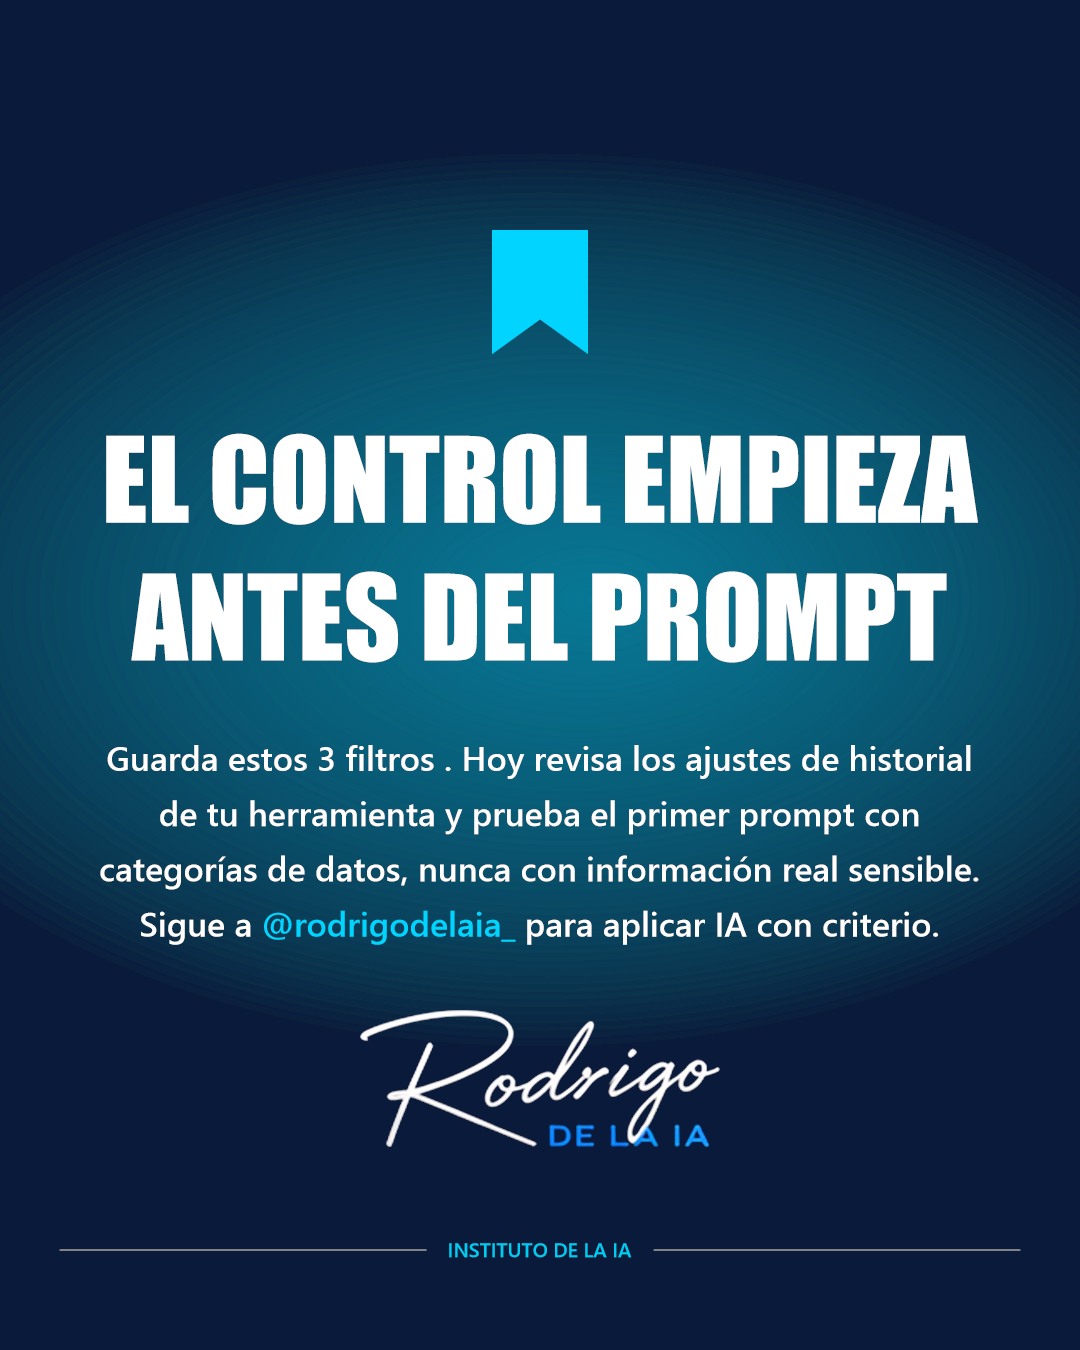 EL CONTROL EMPIEZA
ANTES DEL PROMPT
Guarda estos 3 filtros . Hoy revisa los ajustes de historial
de tu herramienta y prueba el primer prompt con
categorías de datos, nunca con información real sensible.
Sigue a @rodrigodelaia_ para aplicar IA con criterio.
Rodrigo
DE LA IA
INSTITUTO DE LA IA